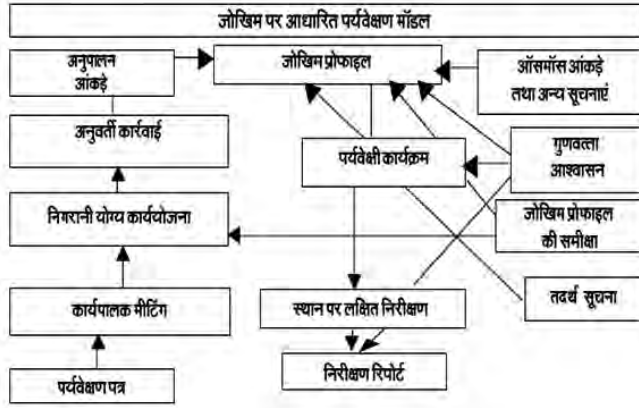 जोखिम पर आधारित पर्यवेक्षण मॉडल
अनुपालन
आंकड़े
जोखिम प्रोफाइल
ऑसमॉस आंकड़े
तथा अन्य सूचनाएं
अनुवर्ती कार्रवाई
पर्यवेक्षी कार्यक्रम
गुणवत्ता
आश्वासन
निगरानी योग्य कार्ययोजना
जोखिम प्रोफाइल
की समीक्षा
कार्यपालक मीटिंग
स्थान पर लक्षित निरीक्षण
तदर्थ सूचना
निरीक्षण रिपोर्ट
पर्यवेक्षण पत्र